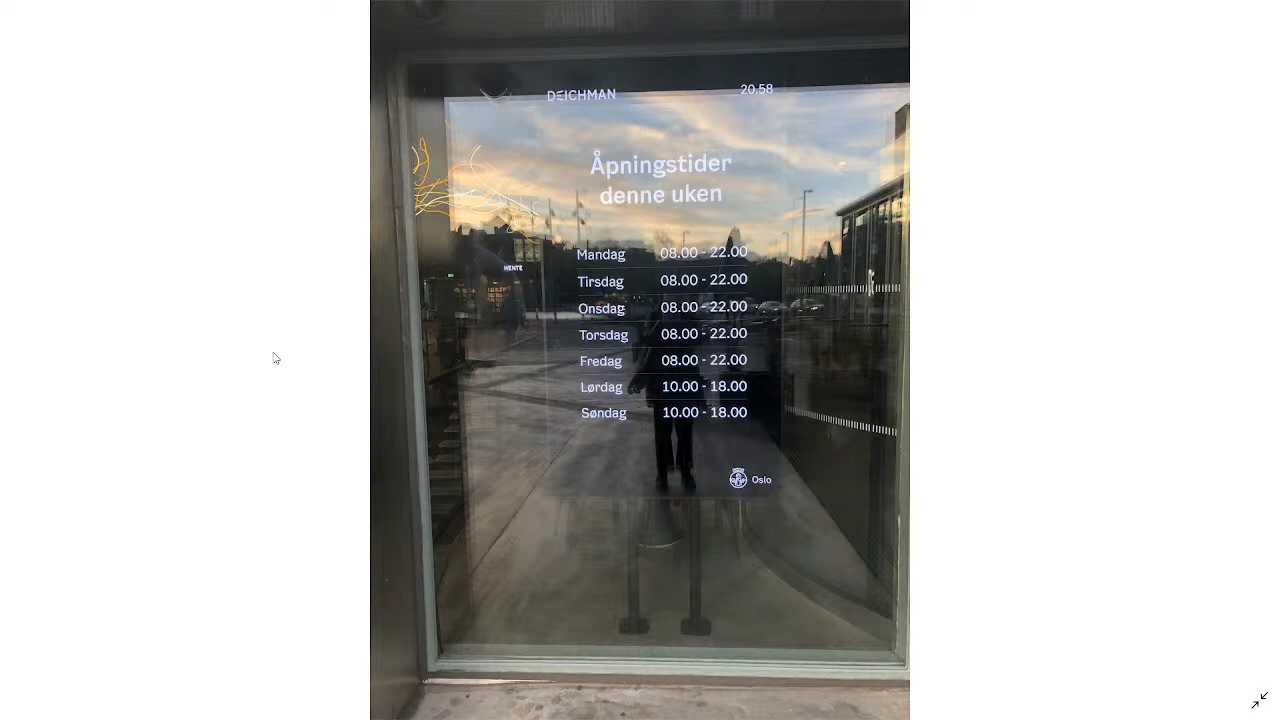 DEICHMAN 20.58
Åpningstider
denne uken
Mandag 08.00 - 22.00
HENTE
Tirsdag 08.00 - 22.00
Onsdag 08.00 - 22.00
Torsdag 08.00 - 22.00
Fredag 08.00 - 22.00
Lørdag 10.00 - 18.00
Søndag 10.00 - 18.00
Oslo